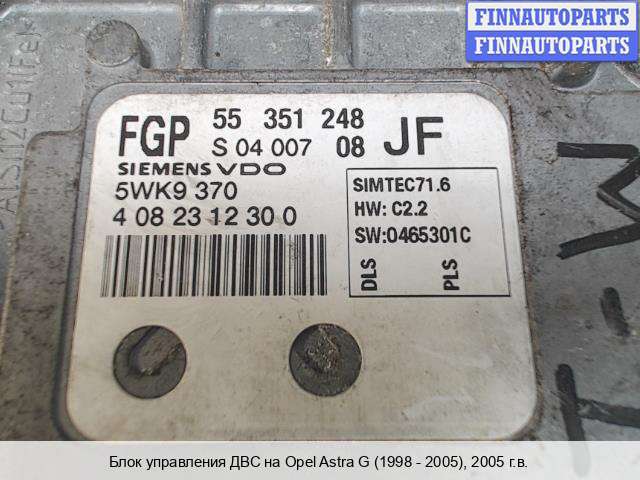 FINNAUTOPARTS
FINNAUTOPARTS
FGP 55 351 248 JF
S 04 007 08
SIEMENS VDO
5WK9 370
4 08 23 12 30 0
SIMTEC71.6
HW: C2.2
SW:0465301C
DLS PLS
M
Блок управления ДВС на Opel Astra G (1998 - 2005), 2005 г.в.